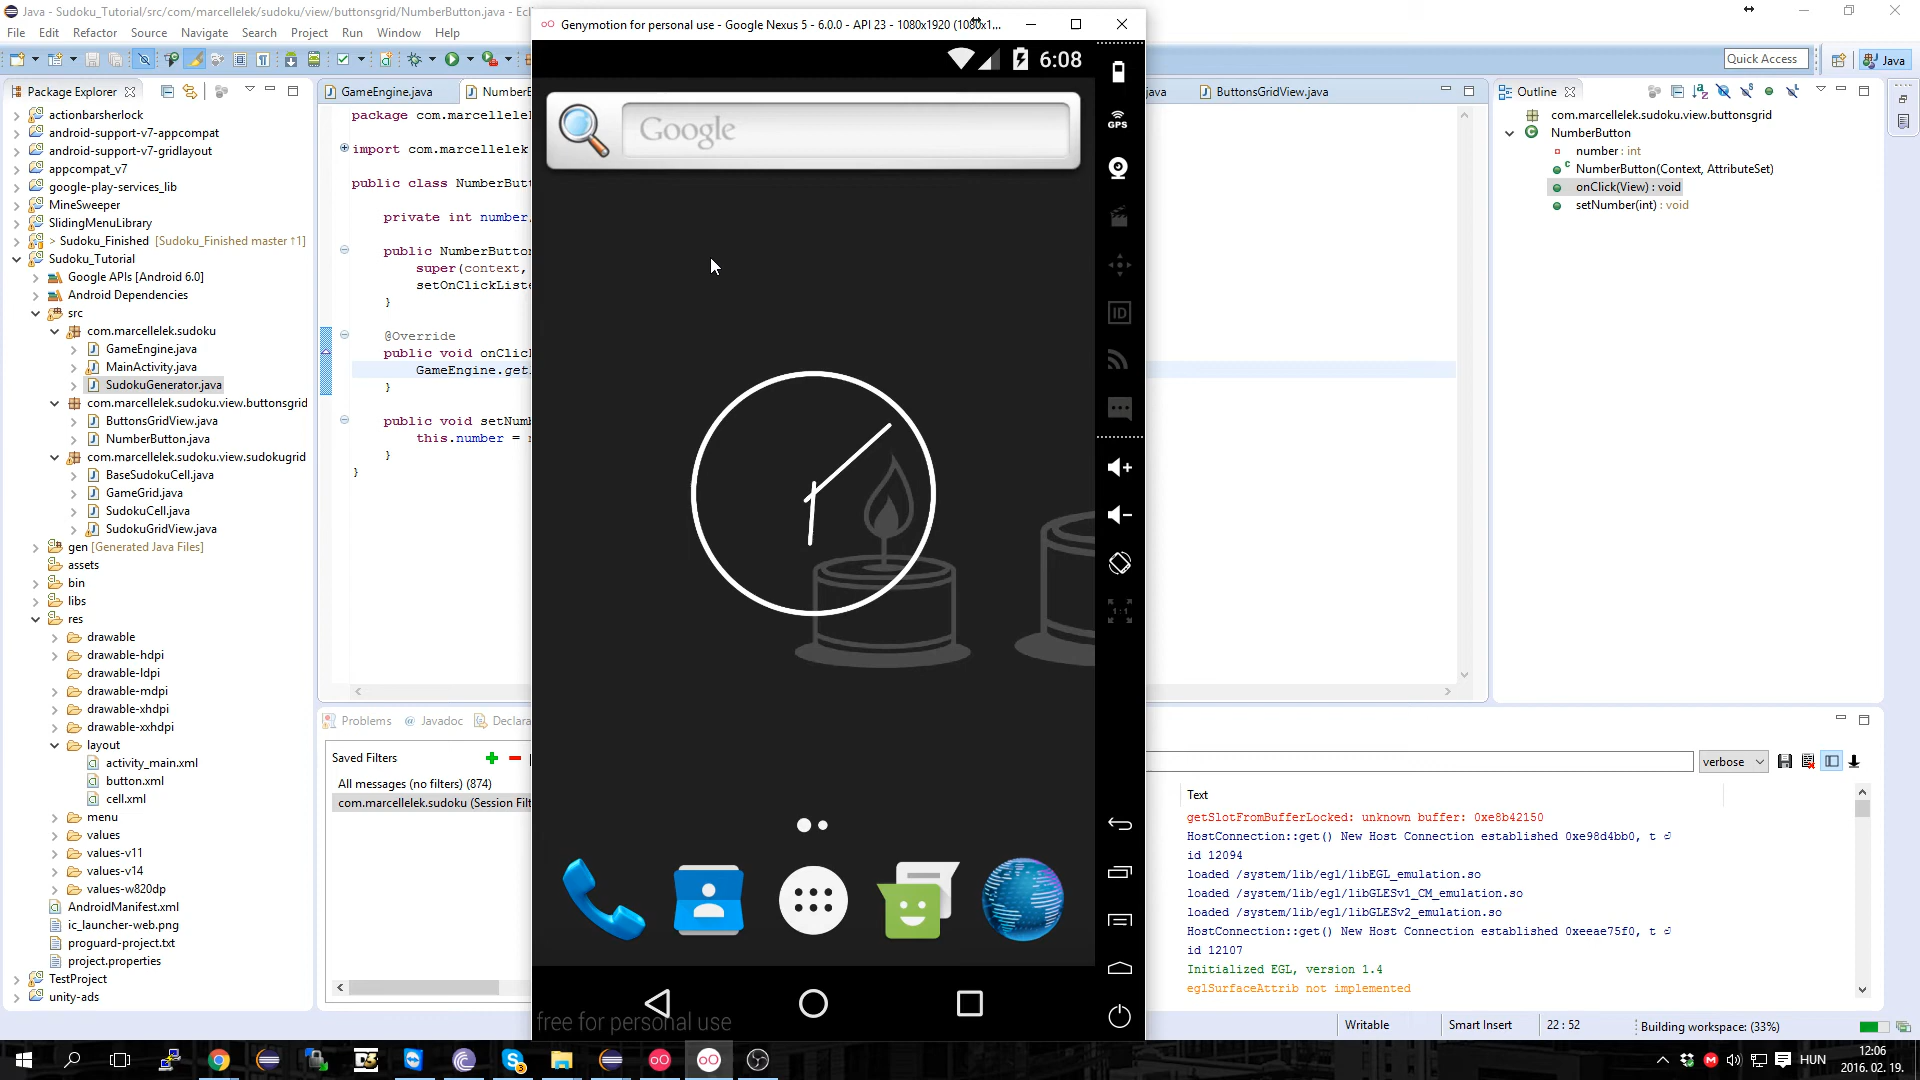 Java - Sudoku_Tutorial/src/com/marcellelek/sudoku/view/buttonsgrid/NumberButton.java - Ecl
File Edit Refactor Source Navigate Search Project Run Window Help
Quick Access
Java
Genymotion for personal use - Google Nexus 5 - 6.0.0 - API 23 - 1080x1920 (1080x1...
6:08
Google
GPS
ID
1:1
free for personal use
Package Explorer
actionbarsherlock
android-support-v7-appcompat
android-support-v7-gridlayout
appcompat_v7
google-play-services_lib
MineSweeper
SlidingMenuLibrary
> Sudoku_Finished [Sudoku_Finished master ↑1]
Sudoku_Tutorial
Google APIs [Android 6.0]
Android Dependencies
src
com.marcellelek.sudoku
GameEngine.java
MainActivity.java
SudokuGenerator.java
com.marcellelek.sudoku.view.buttonsgrid
ButtonsGridView.java
NumberButton.java
com.marcellelek.sudoku.view.sudokugrid
BaseSudokuCell.java
GameGrid.java
SudokuCell.java
SudokuGridView.java
gen [Generated Java Files]
assets
bin
libs
res
drawable
drawable-hdpi
drawable-ldpi
drawable-mdpi
drawable-xhdpi
drawable-xxhdpi
layout
activity_main.xml
button.xml
cell.xml
menu
values
values-v11
values-v14
values-w820dp
AndroidManifest.xml
ic_launcher-web.png
proguard-project.txt
project.properties
TestProject
unity-ads
GameEngine.java
NumberE
java
ButtonsGridView.java
package com.marcellelek
import com.marcellelek
public class NumberBut
private int number
public NumberButton
super(context,
setOnClickListe
}
@Override
public void onClic
GameEngine.get
}
public void setNum
this.number =
}
}
Outline
com.marcellelek.sudoku.view.buttonsgrid
NumberButton
number : int
NumberButton(Context, AttributeSet)
onClick(View) : void
setNumber(int) : void
Problems Javadoc Declara
Saved Filters
All messages (no filters) (874)
com.marcellelek.sudoku (Session Filt
verbose
Text
getSlotFromBufferLocked: unknown buffer: 0xe8b42150
HostConnection::get() New Host Connection established 0xe98d4bb0, t
id 12094
loaded /system/lib/egl/libEGL_emulation.so
loaded /system/lib/egl/libGLESv1_CM_emulation.so
loaded /system/lib/egl/libGLESv2_emulation.so
HostConnection::get() New Host Connection established 0xeeae75f0, t
id 12107
Initialized EGL, version 1.4
eglSurfaceAttrib not implemented
Writable
Smart Insert
22 : 52
Building workspace: (33%)
HUN
12:06
2016. 02. 19.